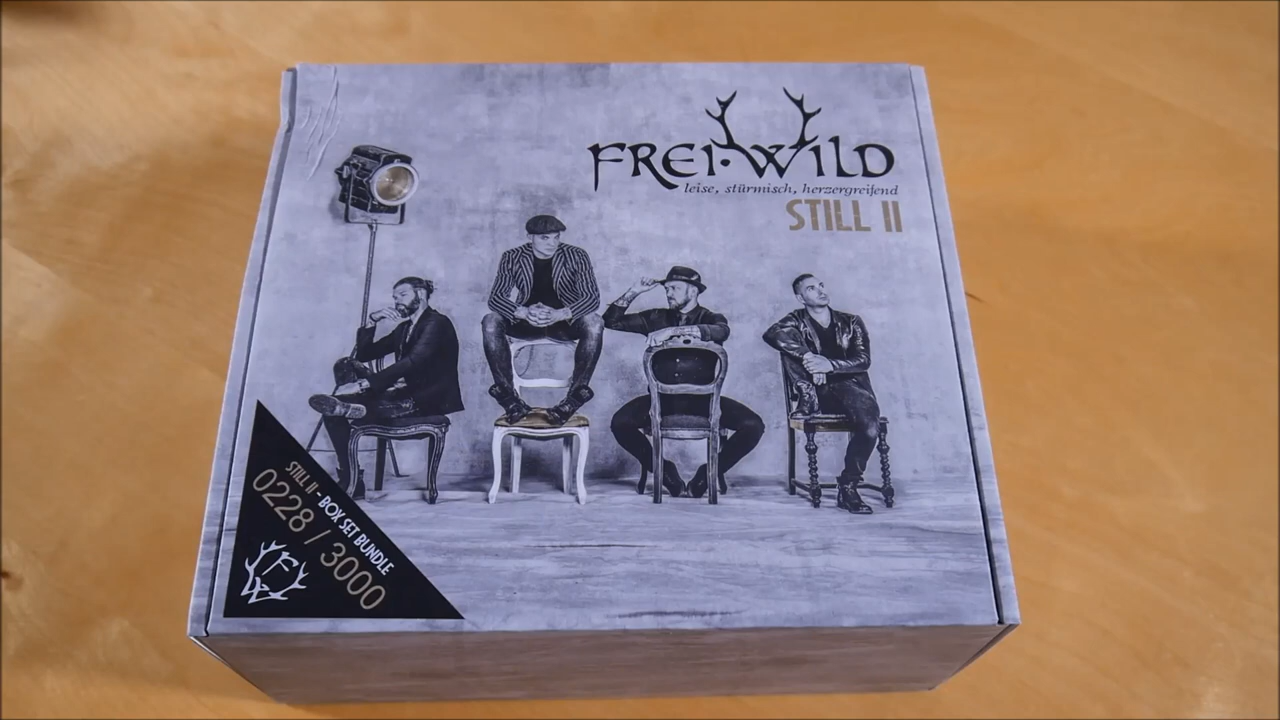 FREI.WILD
leise, stürmisch, herzergreifend
STILL II
STILL II - BOX SET BUNDLE
0228 / 3000
F
W